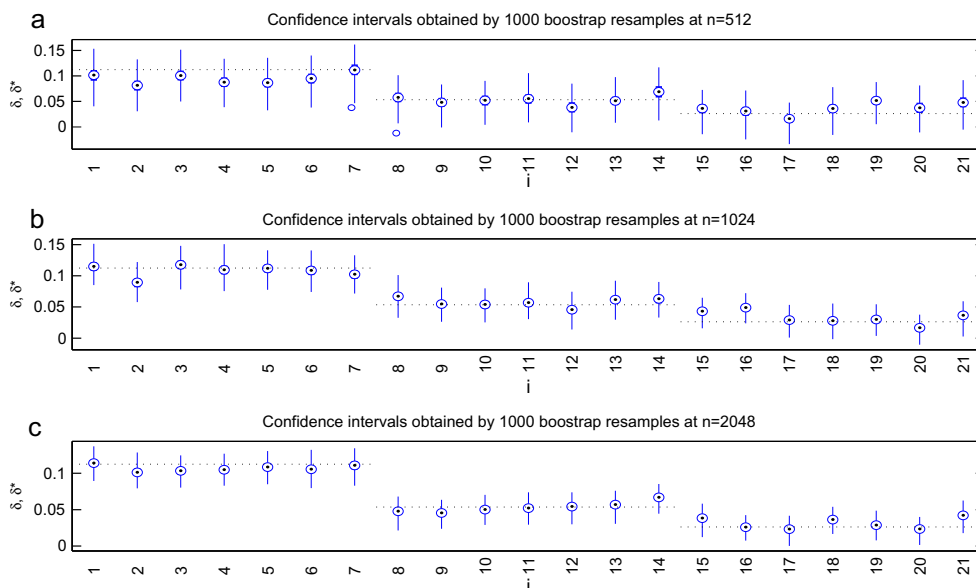 a
Confidence intervals obtained by 1000 boostrap resamples at n=512
δ, δ*
0.15
0.1
0.05
0
1 2 3 4 5 6 7 8 9 10 11 12 13 14 15 16 17 18 19 20 21
i
b
Confidence intervals obtained by 1000 boostrap resamples at n=1024
δ, δ*
0.15
0.1
0.05
0
1 2 3 4 5 6 7 8 9 10 11 12 13 14 15 16 17 18 19 20 21
i
c
Confidence intervals obtained by 1000 boostrap resamples at n=2048
δ, δ*
0.1
0.05
0
1 2 3 4 5 6 7 8 9 10 11 12 13 14 15 16 17 18 19 20 21
i